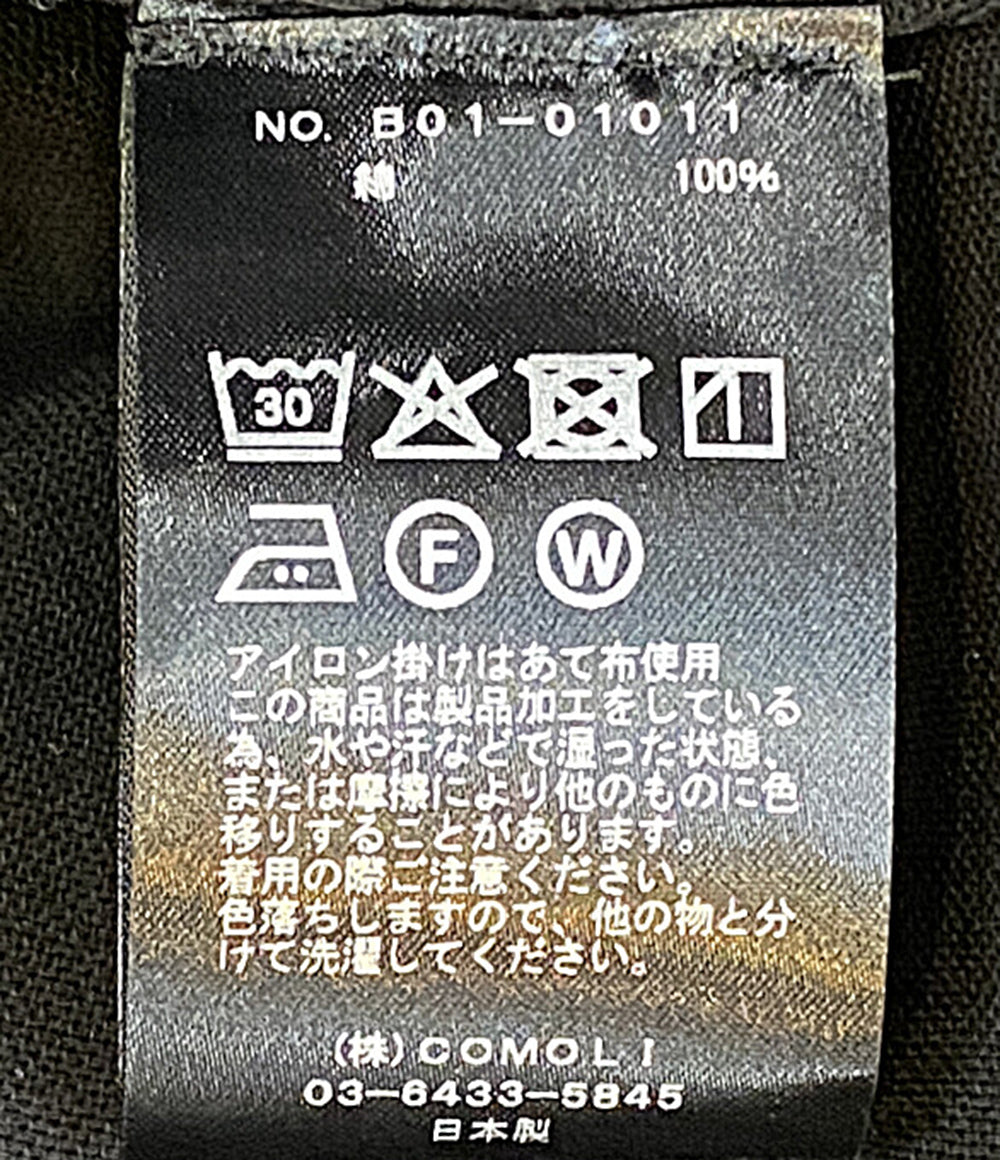 NO. B01-01011
綿 100%
30
F W
アイロン掛けはあて布使用
この商品は製品加工をしている
為、水や汗などで湿った状態、
または摩擦により他のものに色
移りすることがあります。
着用の際ご注意ください。
色落ちしますので、他の物と分
けて洗濯してください。
(株)COMOLI
03-6433-5845
日本製